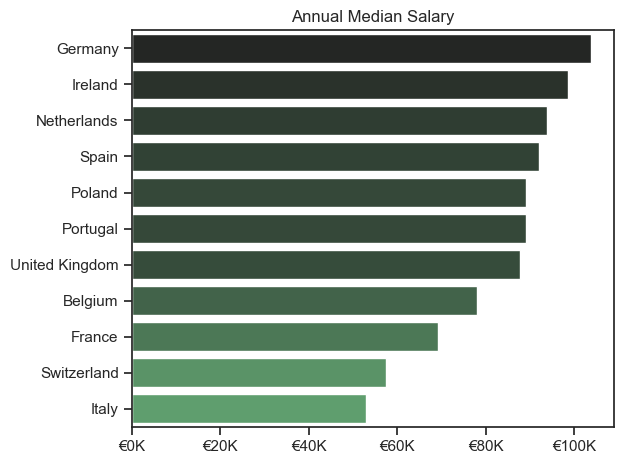 Annual Median Salary
Germany
Ireland
Netherlands
Spain
Poland
Portugal
United Kingdom
Belgium
France
Switzerland
Italy
€0K €20K €40K €60K €80K €100K